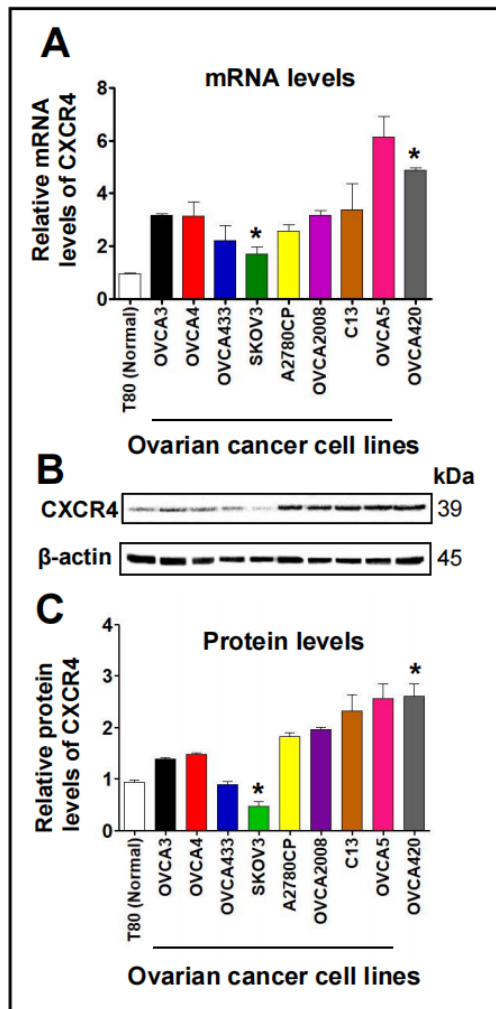 A
mRNA levels
Relative mRNA
levels of CXCR4
8
6
4
2
0
*
*
T80 (Normal)
OVCA3
OVCA4
OVCA433
SKOV3
A2780CP
OVCA2008
C13
OVCA5
OVCA420
Ovarian cancer cell lines
B
kDa
CXCR4
39
β-actin
45
C
Protein levels
Relative protein
levels of CXCR4
4
3
2
1
0
*
*
T80 (Normal)
OVCA3
OVCA4
OVCA433
SKOV3
A2780CP
OVCA2008
C13
OVCA5
OVCA420
Ovarian cancer cell lines